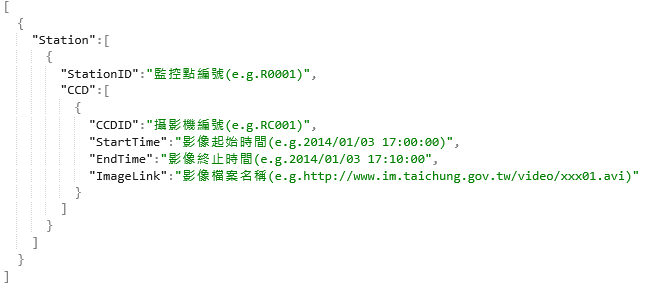 [
  {
    "Station":[
      {
        "StationID":"監控點編號(e.g.R0001)",
        "CCD":[
          {
            "CCDID":"攝影機編號(e.g.RC001)",
            "StartTime":"影像起始時間(e.g.2014/01/03 17:00:00)",
            "EndTime":"影像終止時間(e.g.2014/01/03 17:10:00",
            "ImageLink":"影像檔案名稱(e.g.http://www.im.taichung.gov.tw/video/xxx01.avi)"
          }
        ]
      }
    ]
  }
]